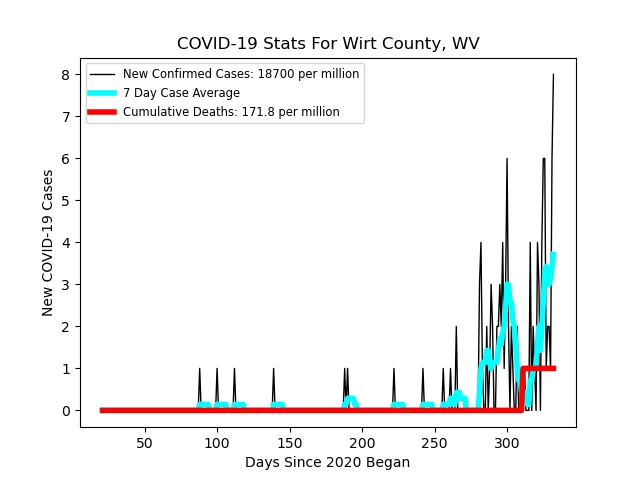 COVID-19 Stats For Wirt County, WV
New Confirmed Cases: 18700 per million
7 Day Case Average
Cumulative Deaths: 171.8 per million
New COVID-19 Cases
8
7
6
5
4
3
2
1
0
50 100 150 200 250 300
Days Since 2020 Began